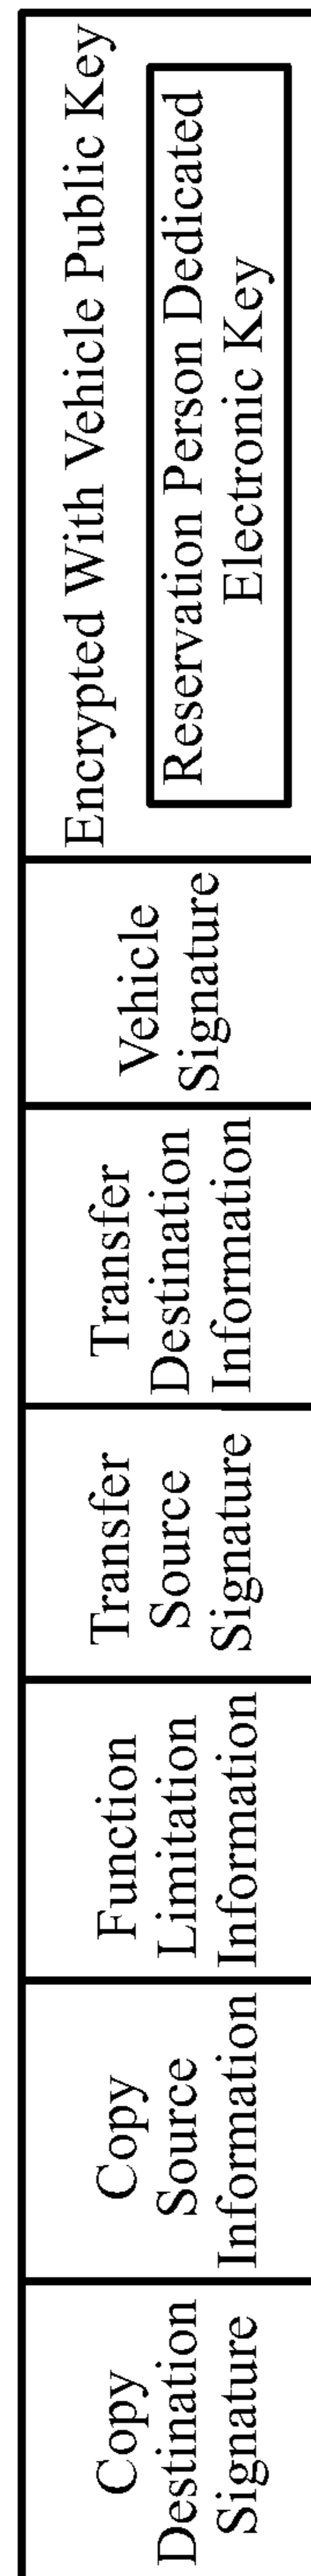 Copy
Destination
Signature
Copy
Source
Information
Function
Limitation
Information
Transfer
Source
Signature
Transfer
Destination
Information
Vehicle
Signature
Encrypted With Vehicle Public Key
Reservation Person Dedicated
Electronic Key